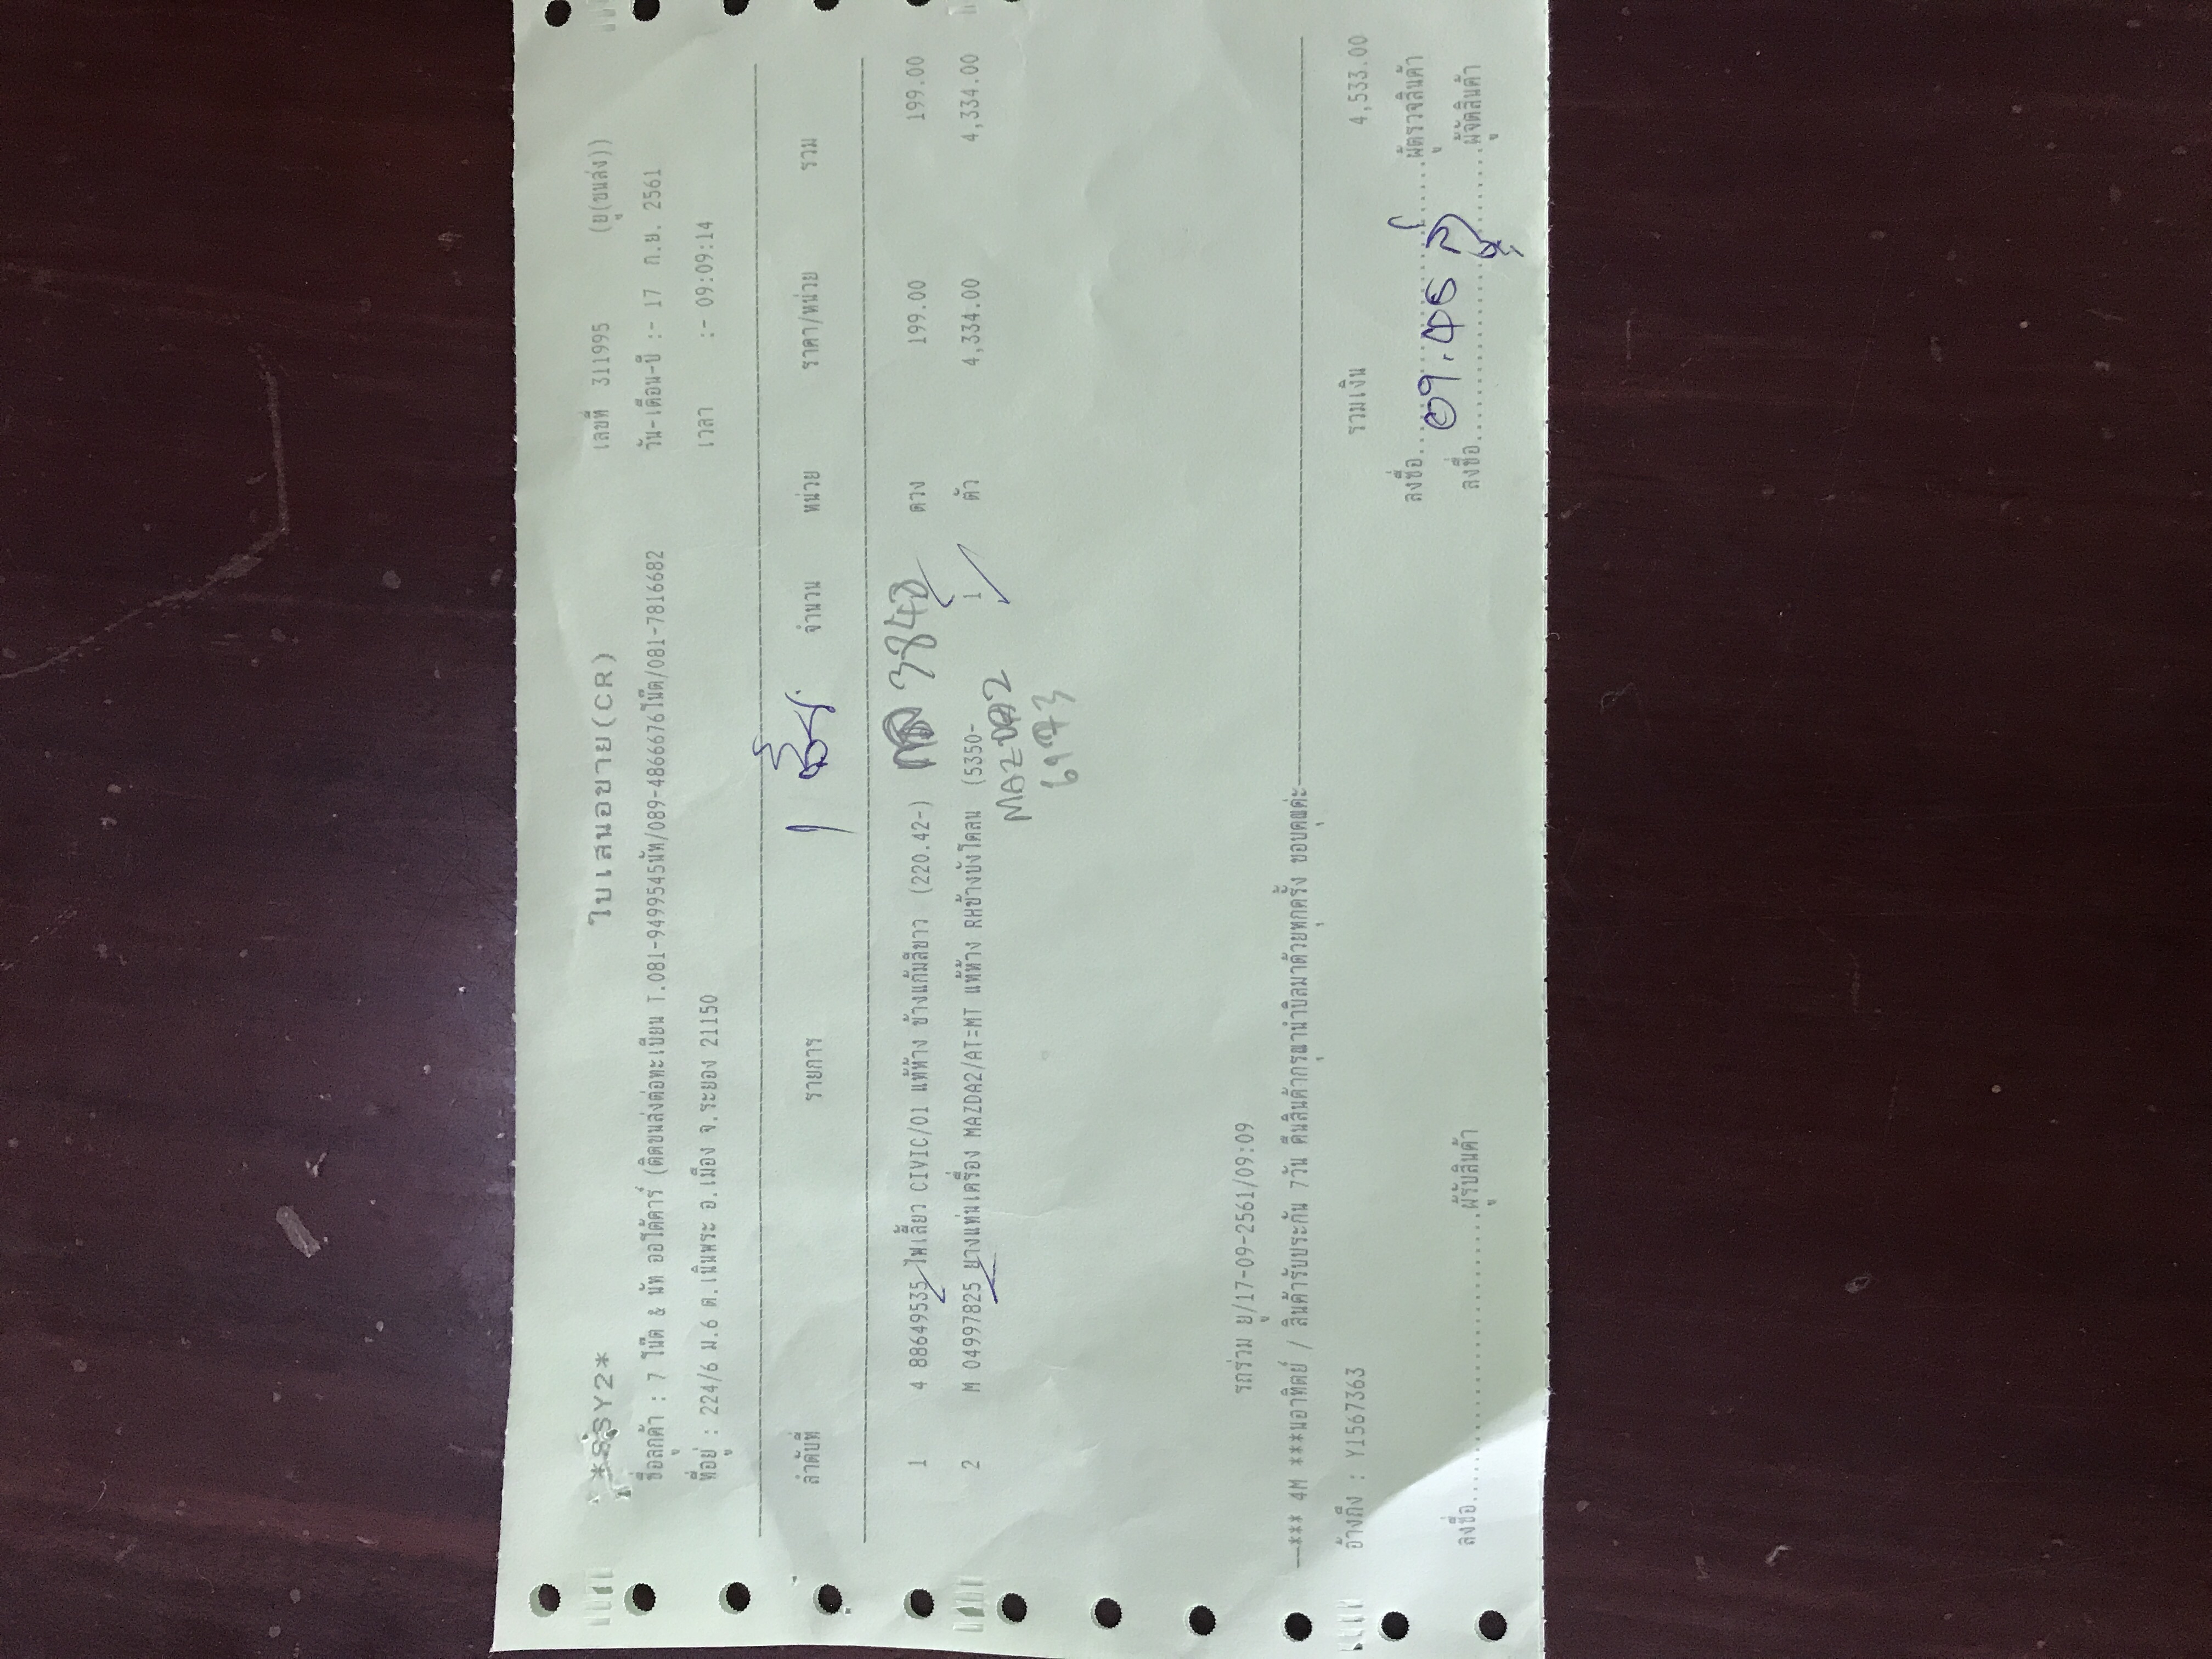 *SSY2* ใบเสนอขาย(CR) เลขที่ 311995 (ยู(ขนส่ง))
ชื่อลูกค้า : 7 โน๊ต & นัท ออโต้คาร์ (ติดขนส่งต่อทะเบียน T.081-9499545นัท/089-4866676โน๊ต/081-7816682 วัน-เดือน-ปี :- 17 ก.ย. 2561
ที่อยู่ : 224/6 ม.6 ต.เนินพระ อ.เมือง จ.ระยอง 21150 เวลา :- 09:09:14
1
ลำดับที่ รายการ จำนวน หน่วย ราคา/หน่วย รวม
1 4 88649535 ไฟเลี้ยว CIVIC/01 แท้ห้าง ข้างแก้มสีขาว (220.42-) 3840 ดวง 199.00 199.00
2 M 04997825 ยางแท่นเครื่อง MAZDA2/AT=MT แท้ห้าง RHข้างบังโคลน (5350- 1 ตัว 4,334.00 4,334.00
MAZDA2
รถร่วม ยู/17-09-2561/09:09
*** 4M ***มอาทิตย์ / สินค้ารับประกัน 7วัน คืนสินค้ากรุณานำบิลมาด้วยทุกครั้ง ขอบคุณค่ะ
อ้างถึง : Y1567363 รวมเงิน 4,533.00
ลงชื่อ....................ผู้ตรวจสินค้า
ลงชื่อ....................ผู้รับสินค้า ลงชื่อ....................ผู้จัดสินค้า